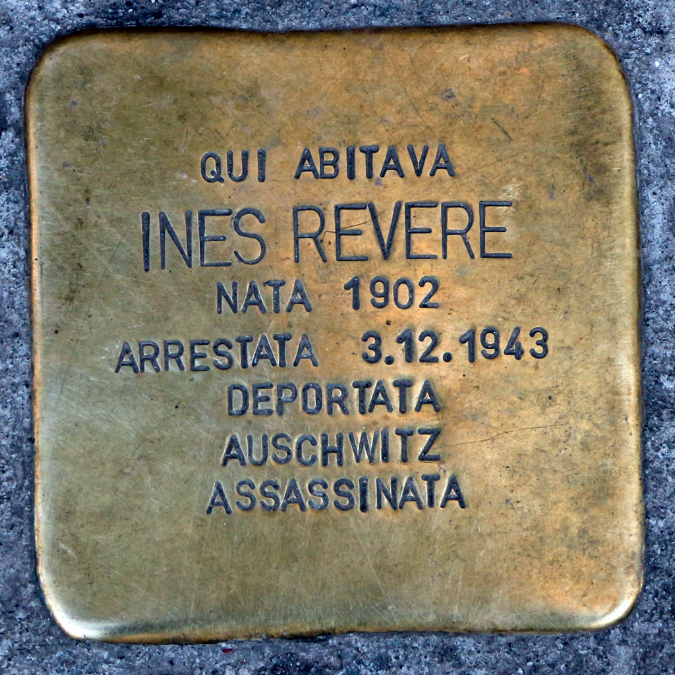 QUI ABITAVA
INES REVERE
NATA 1902
ARRESTATA 3.12.1943
DEPORTATA
AUSCHWITZ
ASSASSINATA